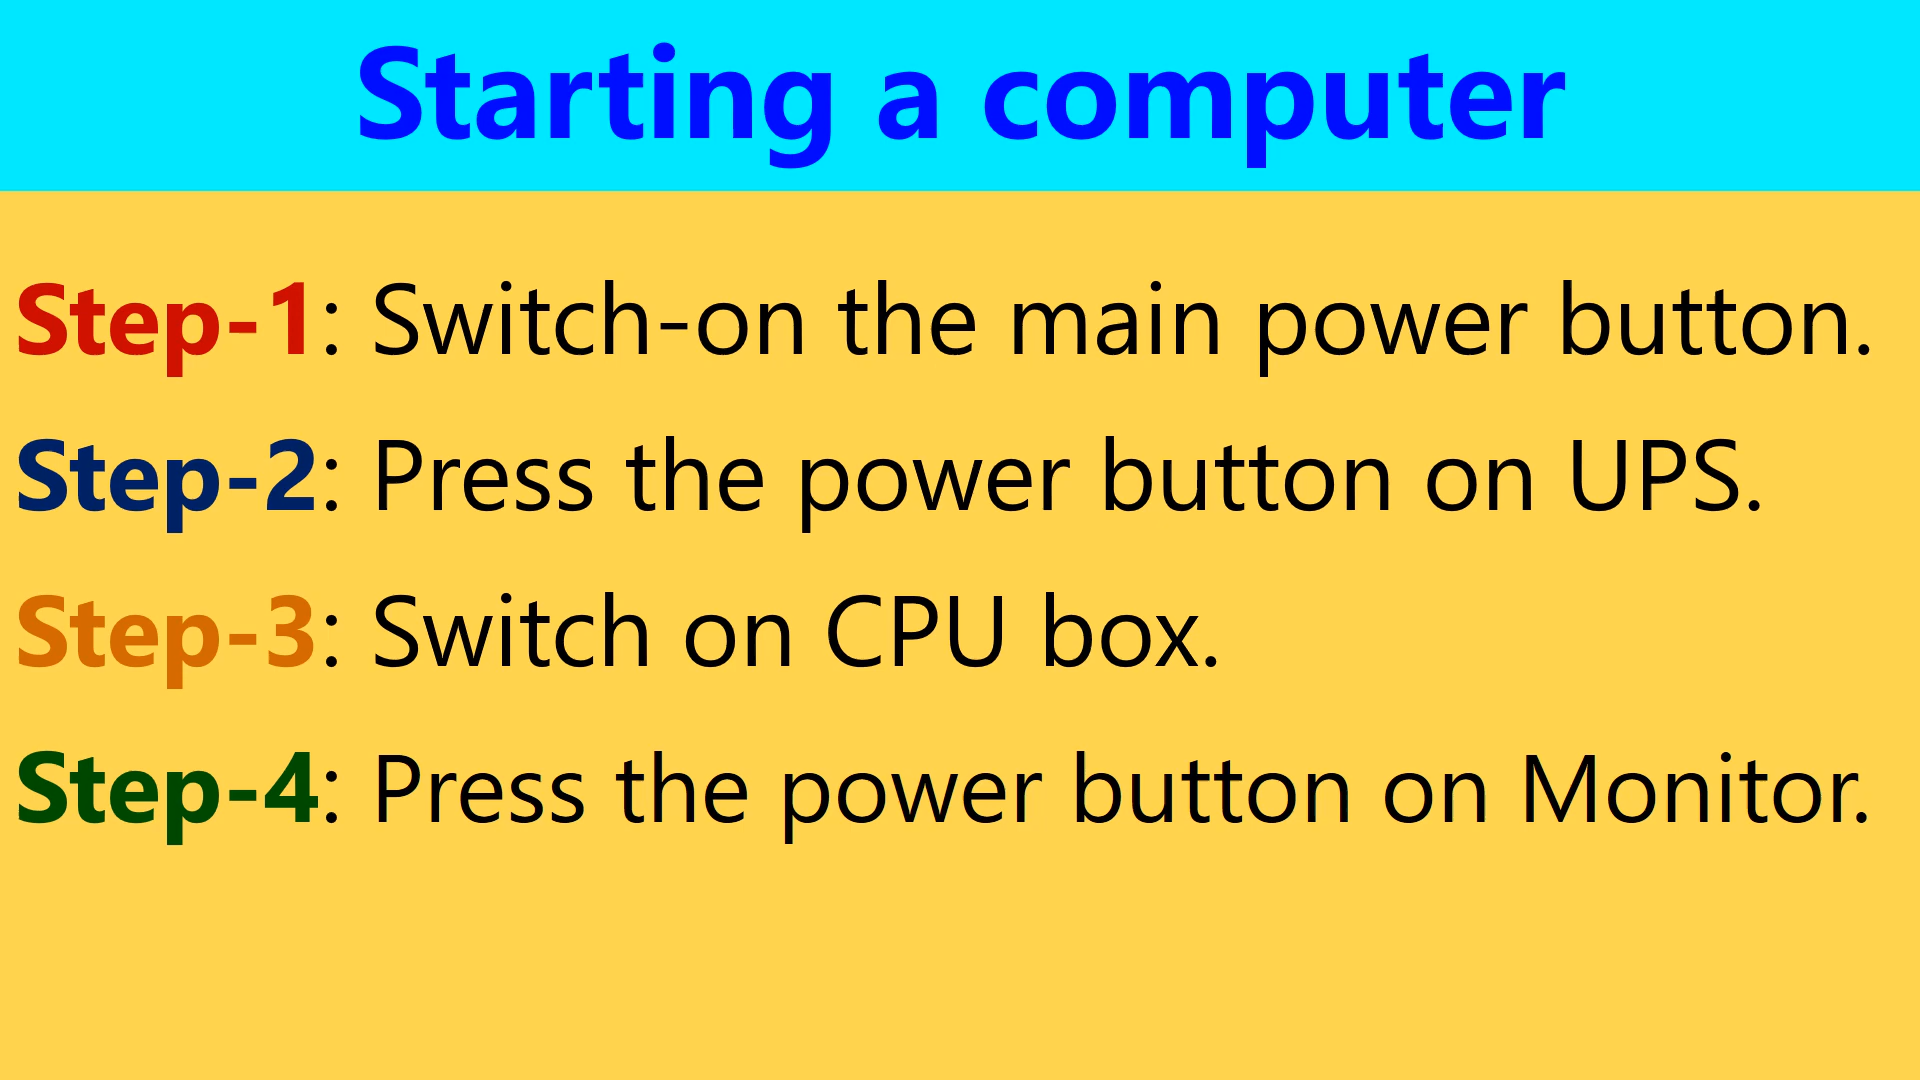 Starting a computer
Step-1: Switch-on the main power button.
Step-2: Press the power button on UPS.
Step-3: Switch on CPU box.
Step-4: Press the power button on Monitor.